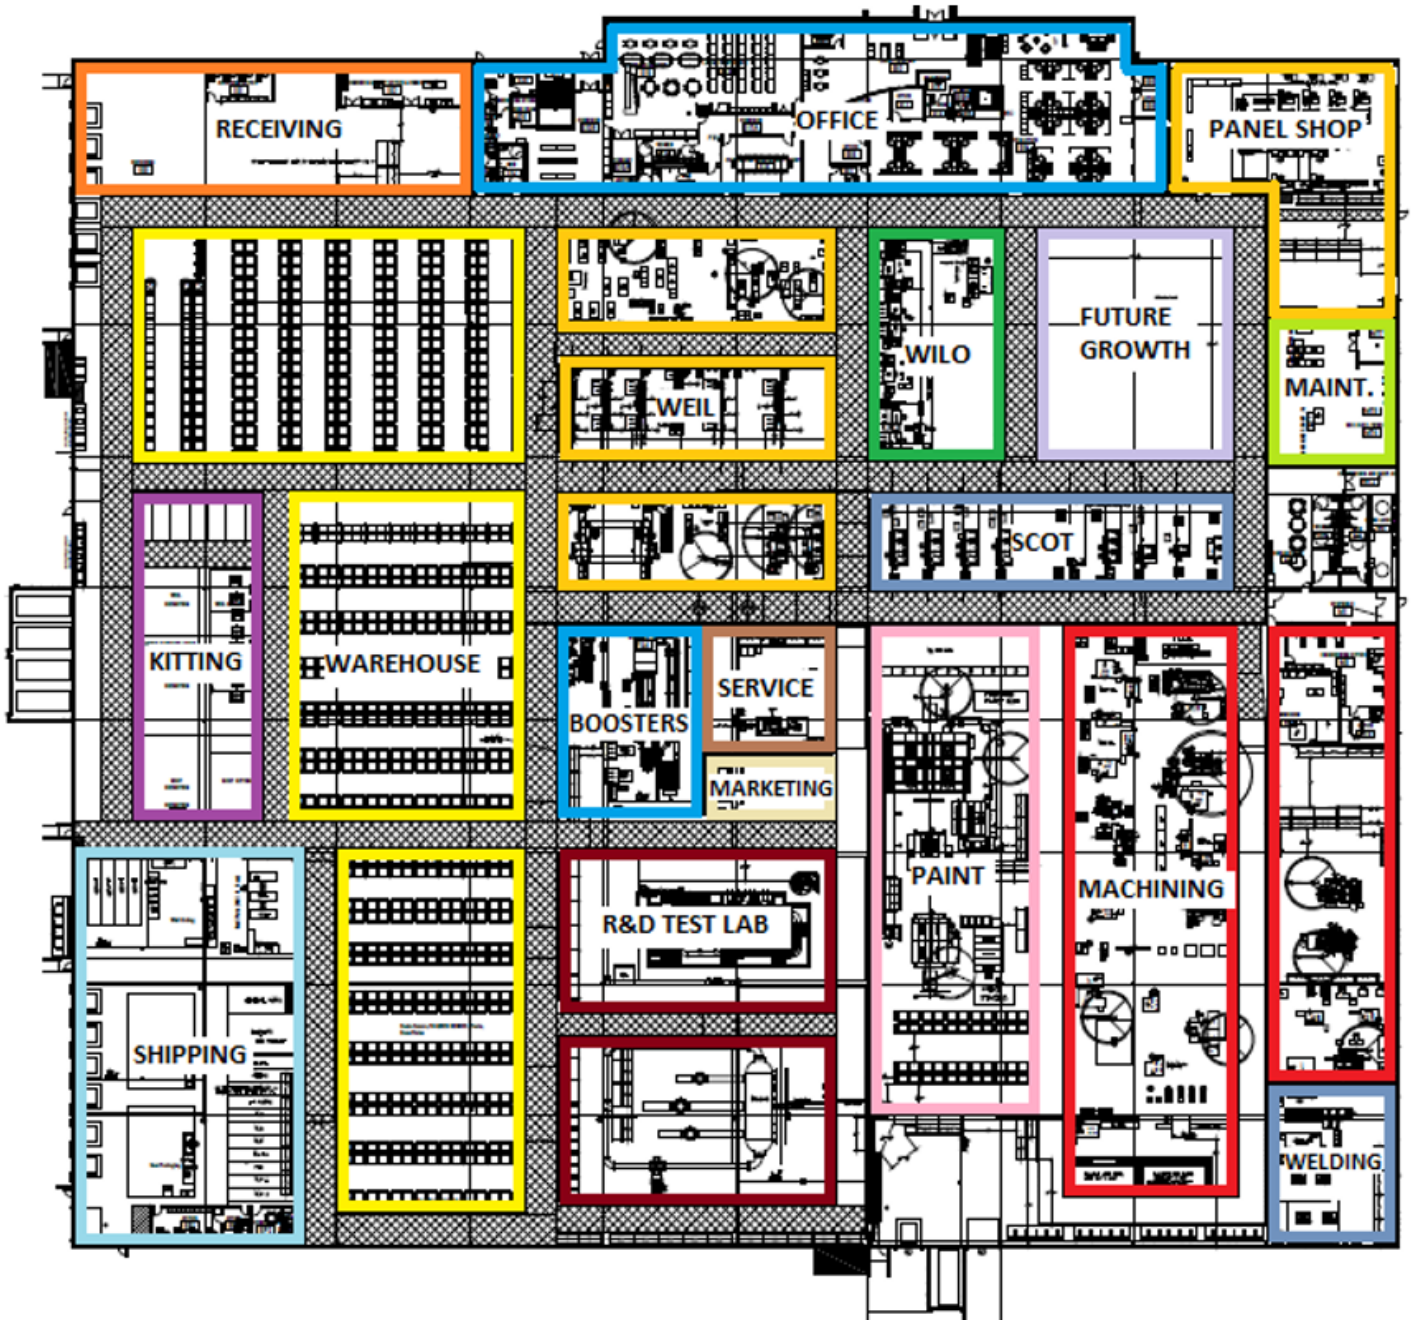 RECEIVING
OFFICE
PANEL SHOP
WILO
FUTURE
GROWTH
MAINT.
WEIL
SCOT
KITTING
WAREHOUSE
BOOSTERS
SERVICE
MARKETING
PAINT
MACHINING
R&D TEST LAB
SHIPPING
WELDING